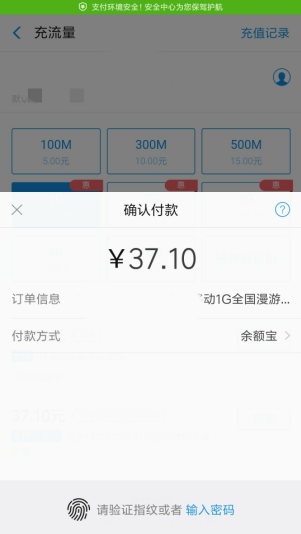 支付环境安全！安全中心为您保驾护航
充流量
充值记录
100M
300M
500M
5.00元
10.00元
15.00元
惠
惠
惠
确认付款
¥37.10
订单信息
动1G全国漫游...
付款方式
余额宝
37.10元
请验证指纹或者 输入密码